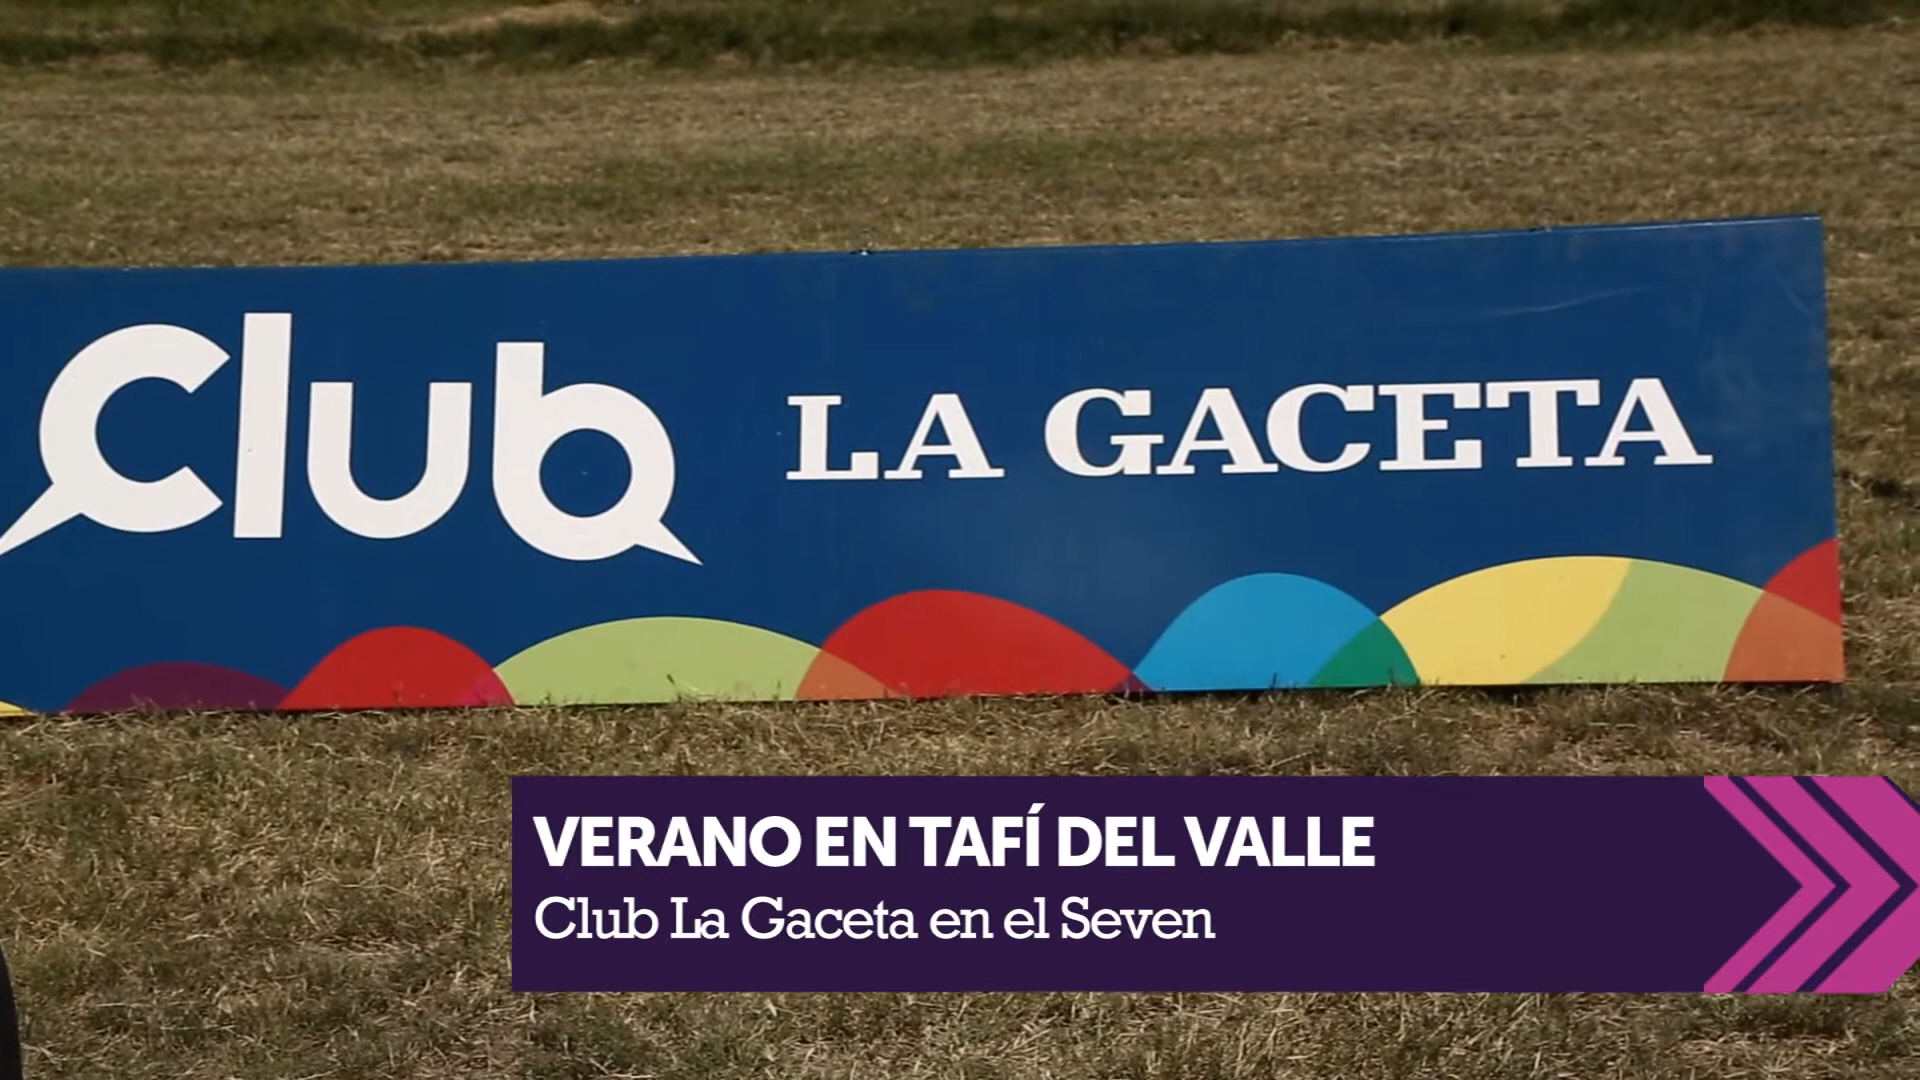 Club LA GACETA
VERANO EN TAFÍ DEL VALLE
Club La Gaceta en el Seven